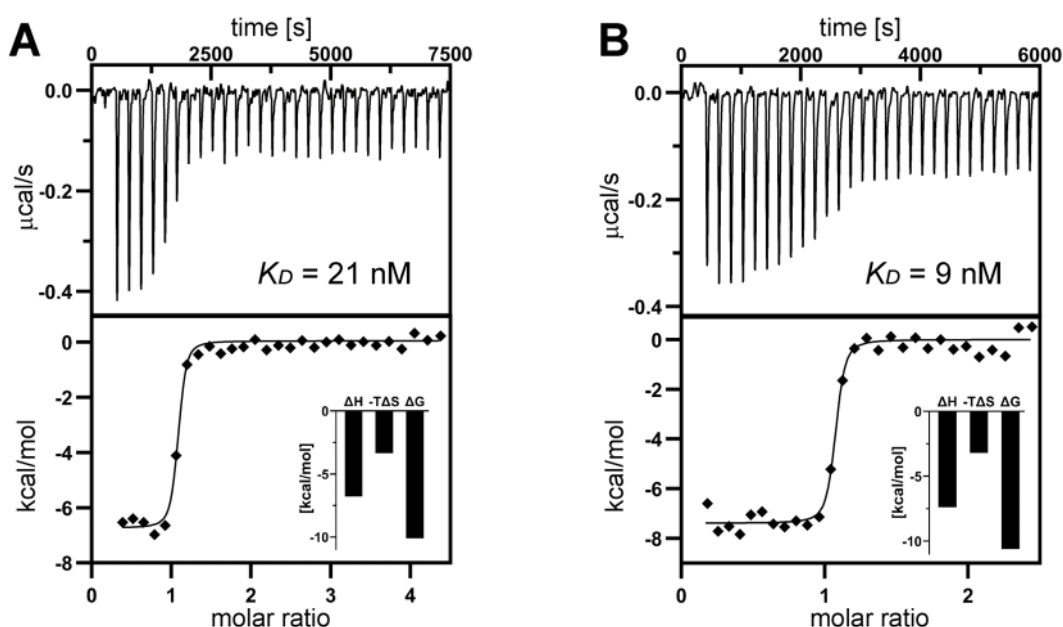 A
time [s]
0 2500 5000 7500
0.0
-0.2
-0.4
μcal/s
KD = 21 nM
0
-2
-4
-6
-8
kcal/mol
ΔH -TΔS ΔG
0
-5
-10
[kcal/mol]
0 1 2 3 4
molar ratio
B
time [s]
0 2000 4000 6000
0.0
-0.2
-0.4
μcal/s
KD = 9 nM
0
-2
-4
-6
-8
kcal/mol
ΔH -TΔS ΔG
0
-5
-10
[kcal/mol]
0 1 2
molar ratio